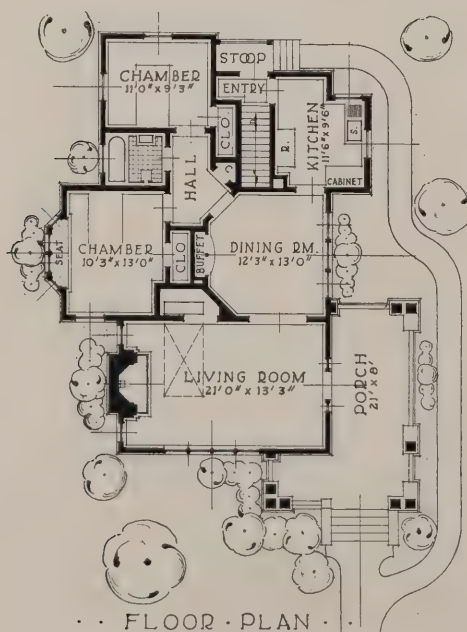 CHAMBER
11'0" x 9'3"
STOOP
ENTRY
KITCHEN
11'6" x 9'6"
CLO
R.
S.
CABINET
HALL
CHAMBER
10'3" x 13'0"
SEAT
CLO
BUFFET
DINING RM.
12'3" x 13'0"
LIVING ROOM
21'0" x 13'3"
PORCH
21' x 8'
· · FLOOR · PLAN · ·